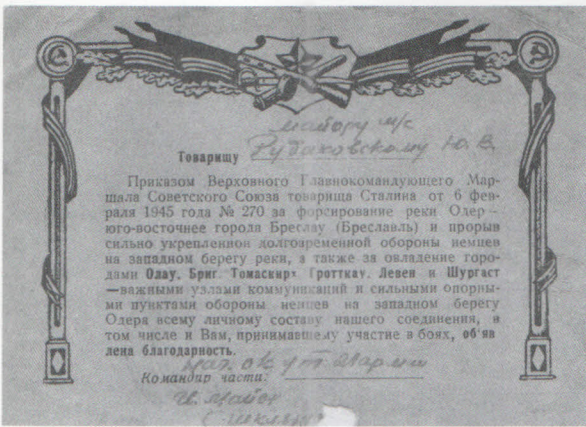 майору м/с
Товарищу Рубаковскому Ю. В.
Приказом Верховного Главнокомандующего Мар-
шала Советского Союза товарища Сталина от 6 фев-
раля 1945 года № 270 за форсирование реки Одер –
юго-восточнее города Бреслау (Бреславль) и прорыв
сильно укрепленной долговременной обороны немцев
на западном берегу реки, а также за овладение горо-
дами Олау, Бриг, Томаскирх Гротткау, Левен и Шургаст
—важными узлами коммуникаций и сильными опорны-
ми пунктами обороны немцев на западном берегу
Одера всему личному составу нашего соединения, в
том числе и Вам, принимавшему участие в боях, об'яв
лена благодарность.
Командир части: